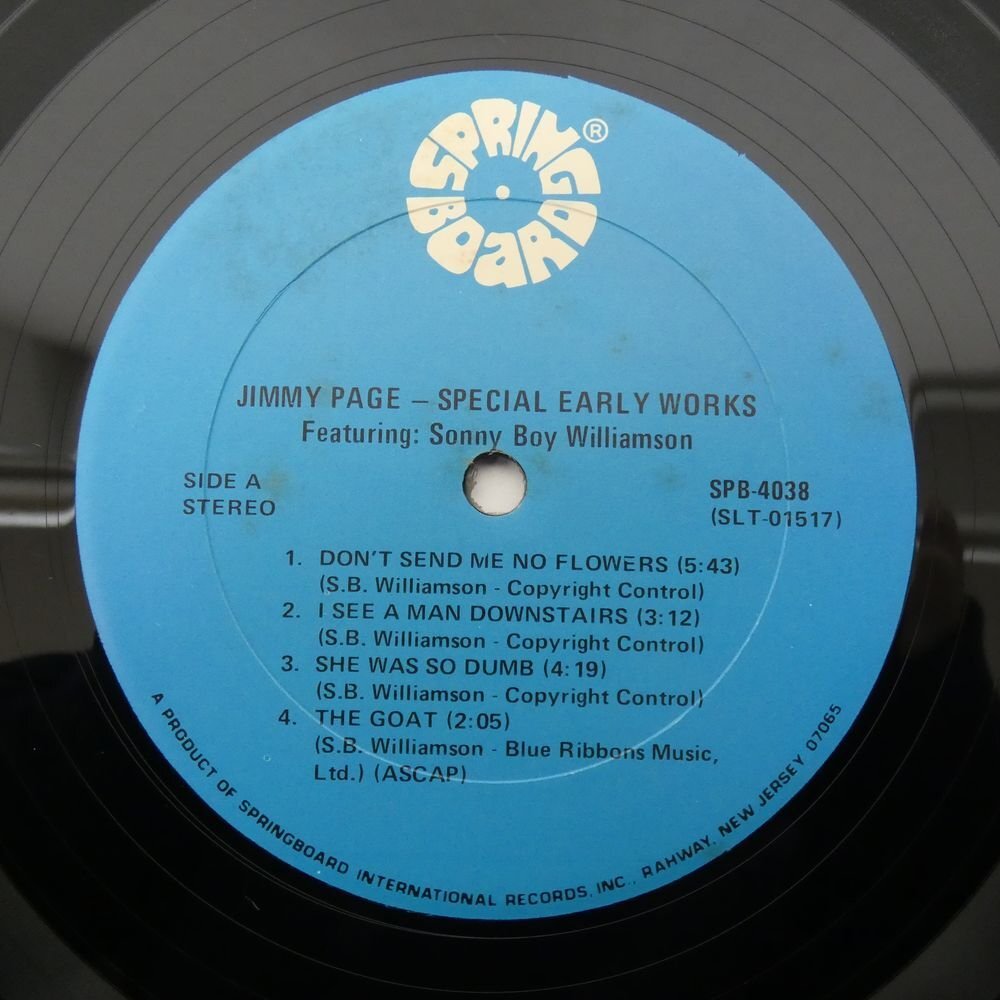 SPRING BOARD ®
JIMMY PAGE – SPECIAL EARLY WORKS
Featuring: Sonny Boy Williamson
SIDE A
STEREO
SPB-4038
(SLT-01517)
1. DON'T SEND ME NO FLOWERS (5:43)
(S.B. Williamson - Copyright Control)
2. I SEE A MAN DOWNSTAIRS (3:12)
(S.B. Williamson - Copyright Control)
3. SHE WAS SO DUMB (4:19)
(S.B. Williamson - Copyright Control)
4. THE GOAT (2:05)
(S.B. Williamson - Blue Ribbons Music,
Ltd.) (ASCAP)
A PRODUCT OF SPRINGBOARD INTERNATIONAL RECORDS, INC., RAHWAY, NEW JERSEY 07065